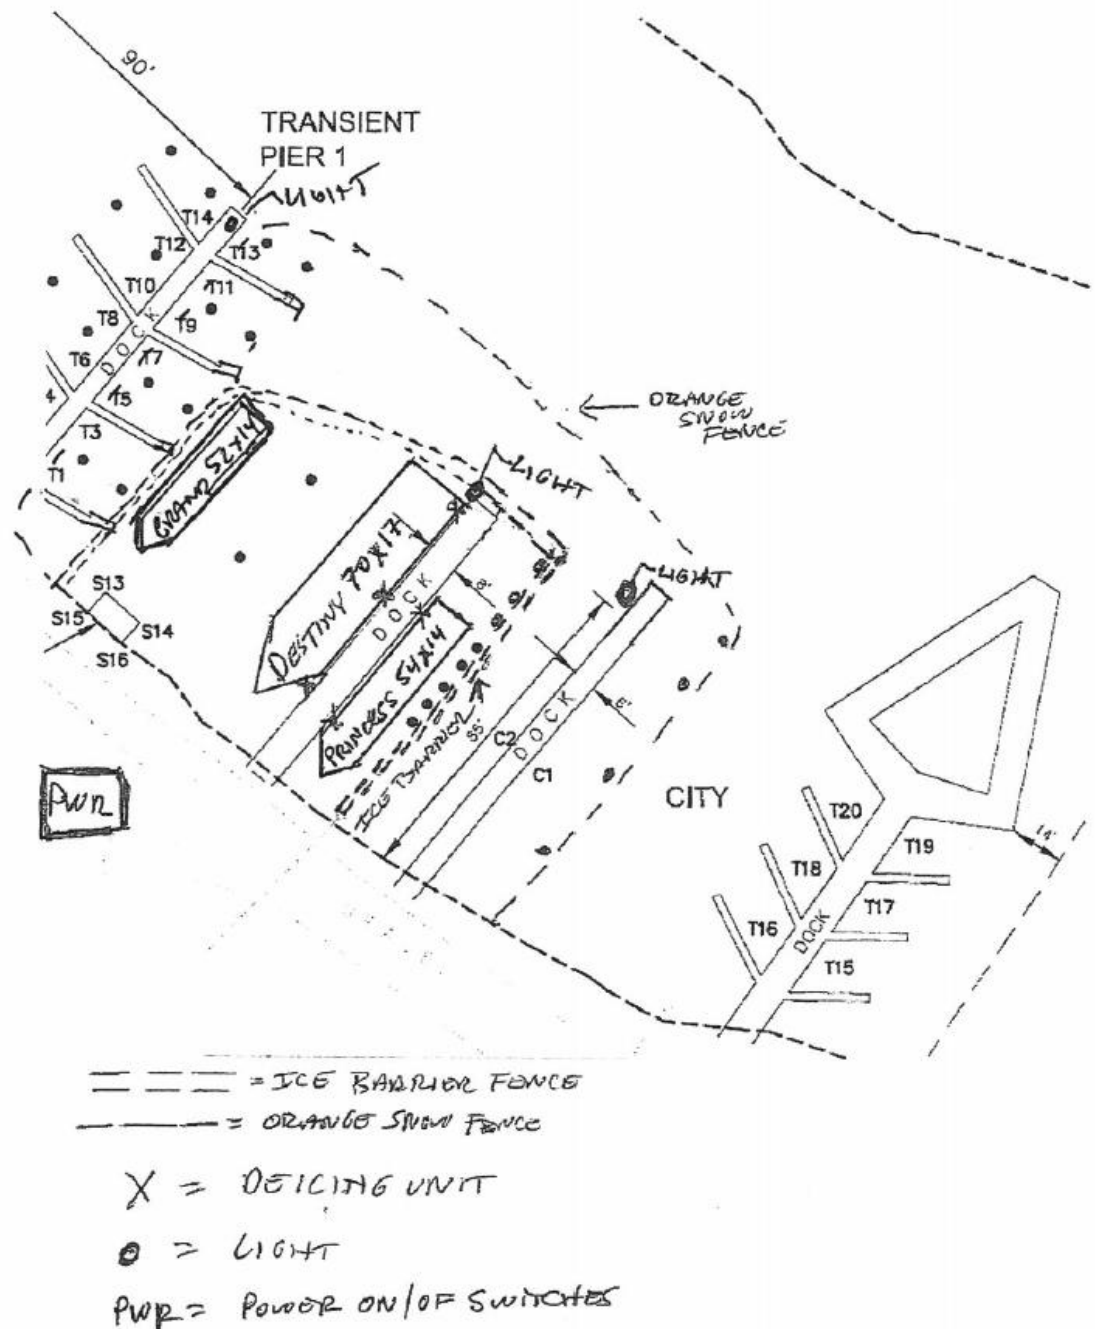 90'
TRANSIENT
PIER 1
LIGHT
T14
T12
T13
T10
T11
T8
T9
T6
DOCK
T7
4
T5
T3
T1
GRAND 52x14
ORANGE
SNOW
FENCE
LIGHT
DESTINY 70x17
DOCK
8'
LIGHT
S13
S15
S14
S16
PRINCESS 54x14
ICE BARRIER
55'
C2
DOCK
6'
C1
PWR
CITY
T20
T19
14'
T18
T17
T16
DOCK
T15
= ICE BARRIER FENCE
= ORANGE SNOW FENCE
X = DEICING UNIT
= LIGHT
PWR = POWER ON/OF SWITCHES